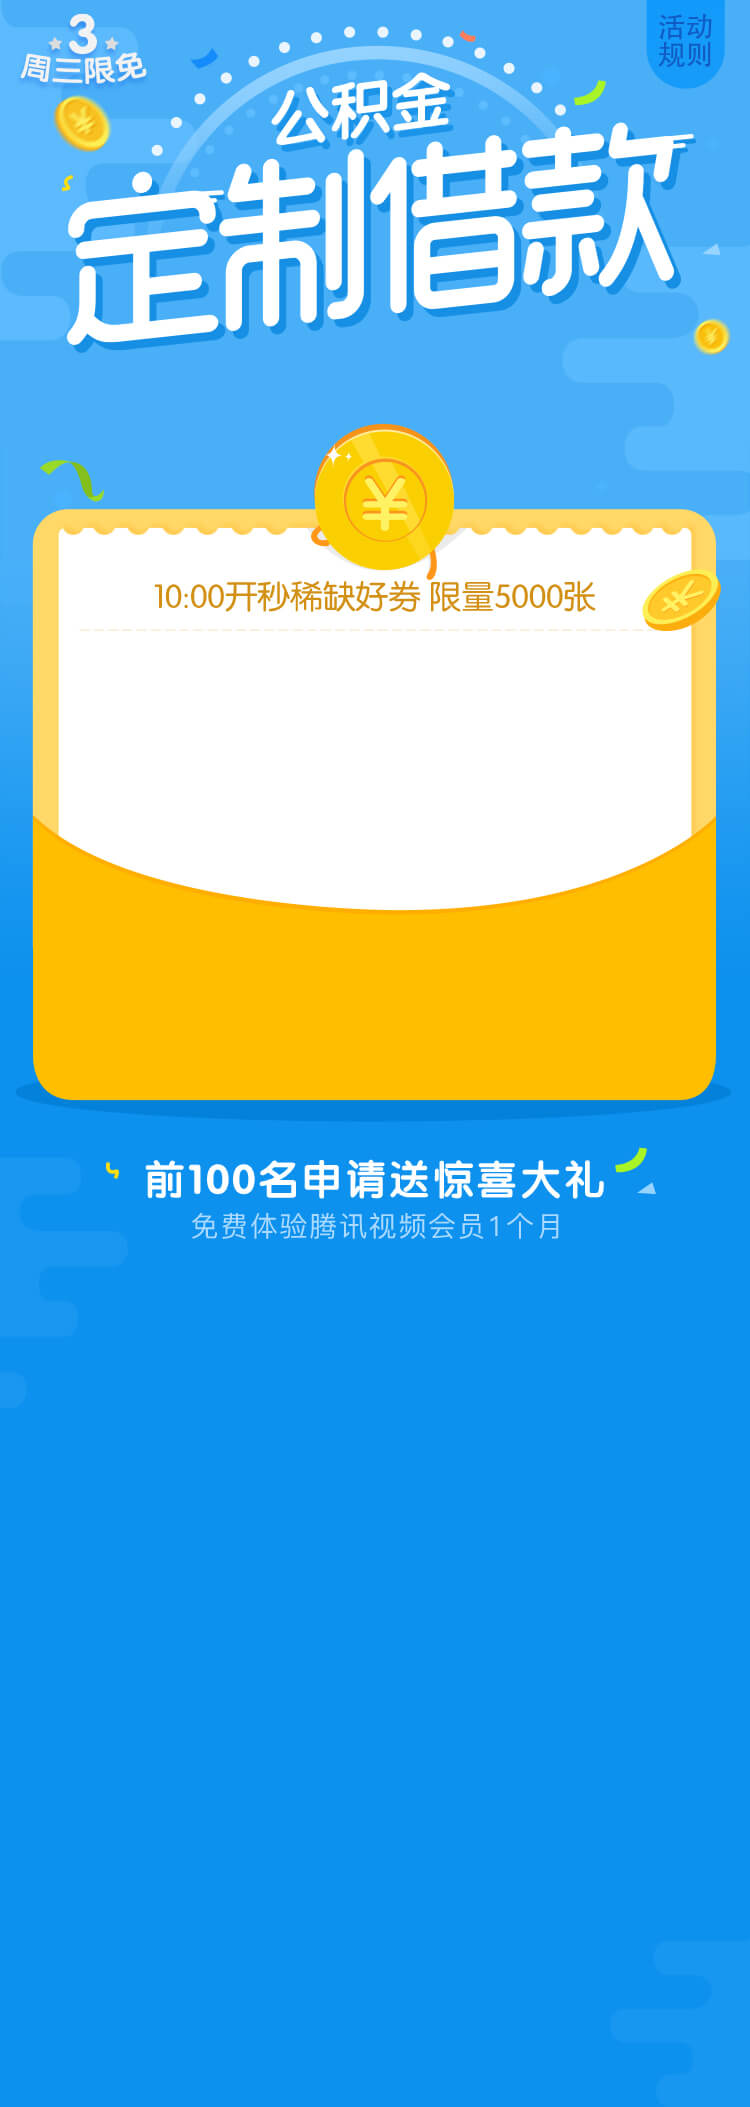 3
周三限免
活动
规则
公积金
定制借款
10:00开秒稀缺好券 限量5000张
前100名申请送惊喜大礼
免费体验腾讯视频会员1个月